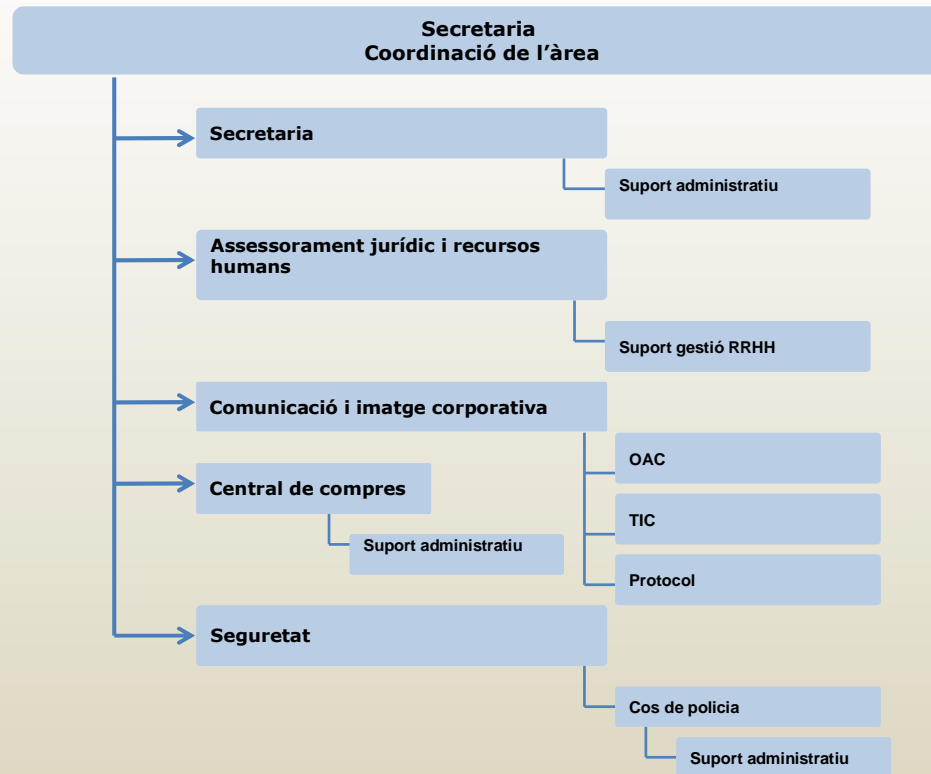 Secretaria
Coordinació de l'àrea
Secretaria
Suport administratiu
Assessorament jurídic i recursos
humans
Suport gestió RRHH
Comunicació i imatge corporativa
OAC
TIC
Protocol
Central de compres
Suport administratiu
Seguretat
Cos de policia
Suport administratiu